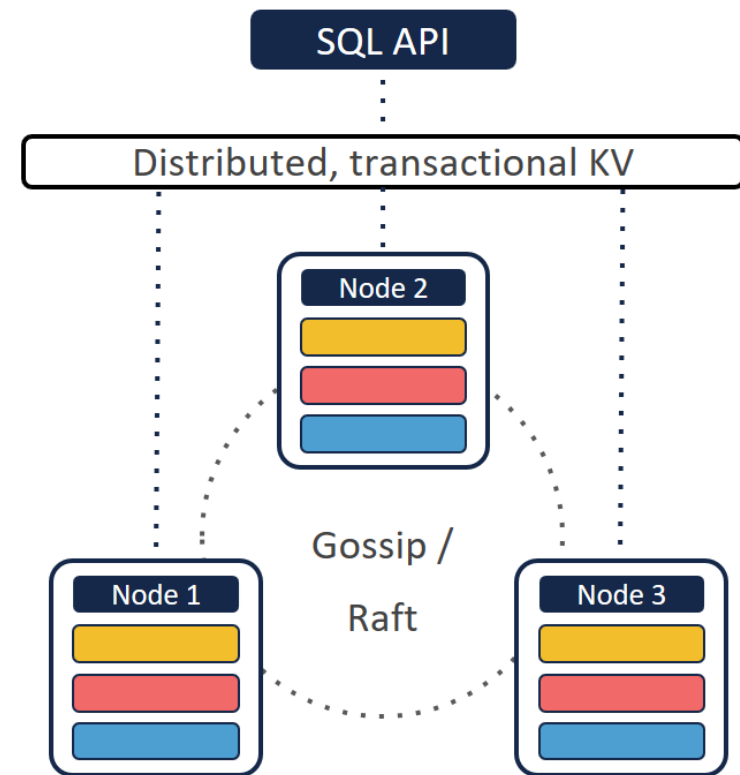 SQL API
Distributed, transactional KV
Node 2
Gossip /
Raft
Node 1
Node 3